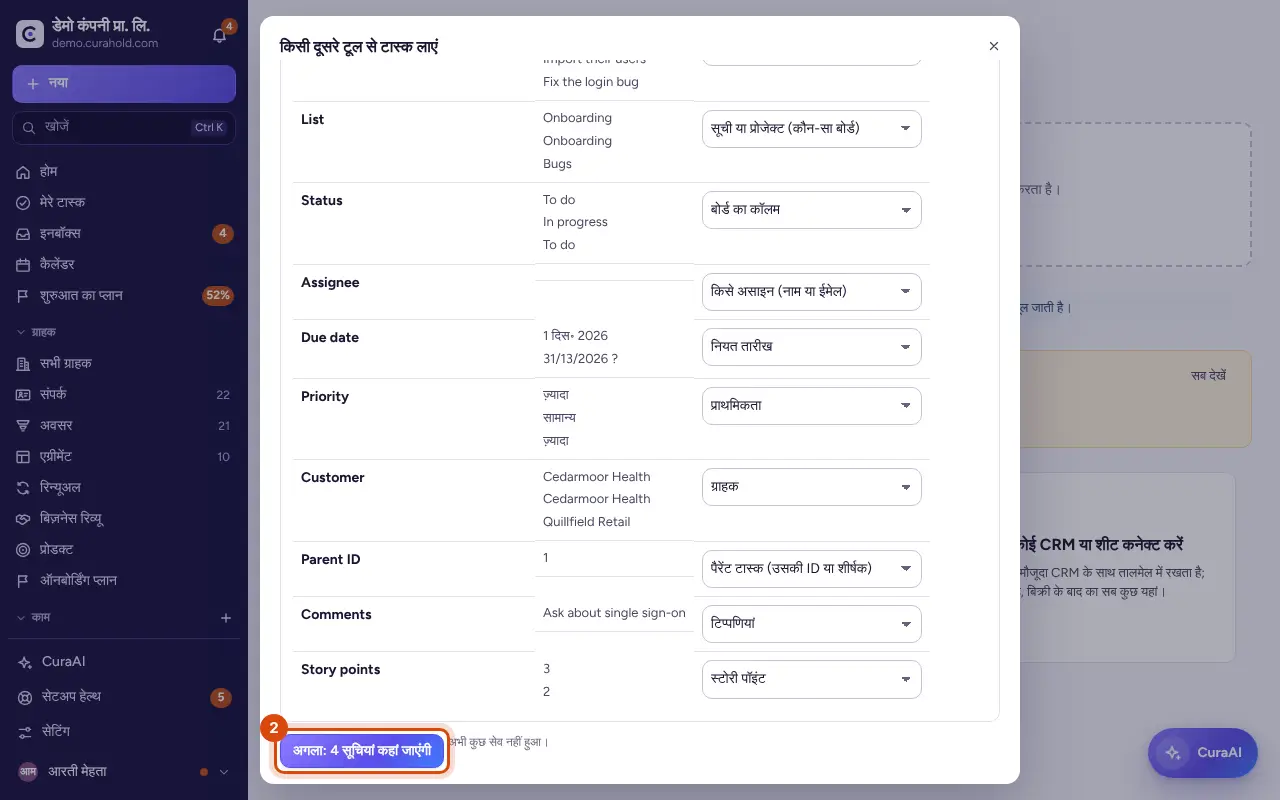 डेमो कंपनी प्रा. लि.
demo.curahold.com
4
नया
खोजें
Ctrl K
होम
मेरे टास्क
इनबॉक्स
4
कैलेंडर
शुरुआत का प्लान
52%
ग्राहक
सभी ग्राहक
संपर्क
22
अवसर
21
एग्रीमेंट
10
रिन्यूअल
बिज़नेस रिव्यू
प्रोडक्ट
ऑनबोर्डिंग प्लान
काम
CuraAI
सेटअप हेल्थ
5
सेटिंग
आम
आरती मेहता
किसी दूसरे टूल से टास्क लाएं
Import their users
Fix the login bug
List
Onboarding
Onboarding
Bugs
सूची या प्रोजेक्ट (कौन-सा बोर्ड)
Status
To do
In progress
To do
बोर्ड का कॉलम
Assignee
किसे असाइन (नाम या ईमेल)
Due date
1 दिस॰ 2026
31/13/2026 ?
नियत तारीख
Priority
ज़्यादा
सामान्य
ज़्यादा
प्राथमिकता
Customer
Cedarmoor Health
Cedarmoor Health
Quillfield Retail
ग्राहक
Parent ID
1
पैरेंट टास्क (उसकी ID या शीर्षक)
Comments
Ask about single sign-on
टिप्पणियां
Story points
3
2
स्टोरी पॉइंट
2
अगला: 4 सूचियां कहां जाएंगी
अभी कुछ सेव नहीं हुआ।
करता है।
जाती है।
सब देखें
कोई CRM या शीट कनेक्ट करें
मौजूदा CRM के साथ तालमेल में रखता है;
बिक्री के बाद का सब कुछ यहां।
CuraAI